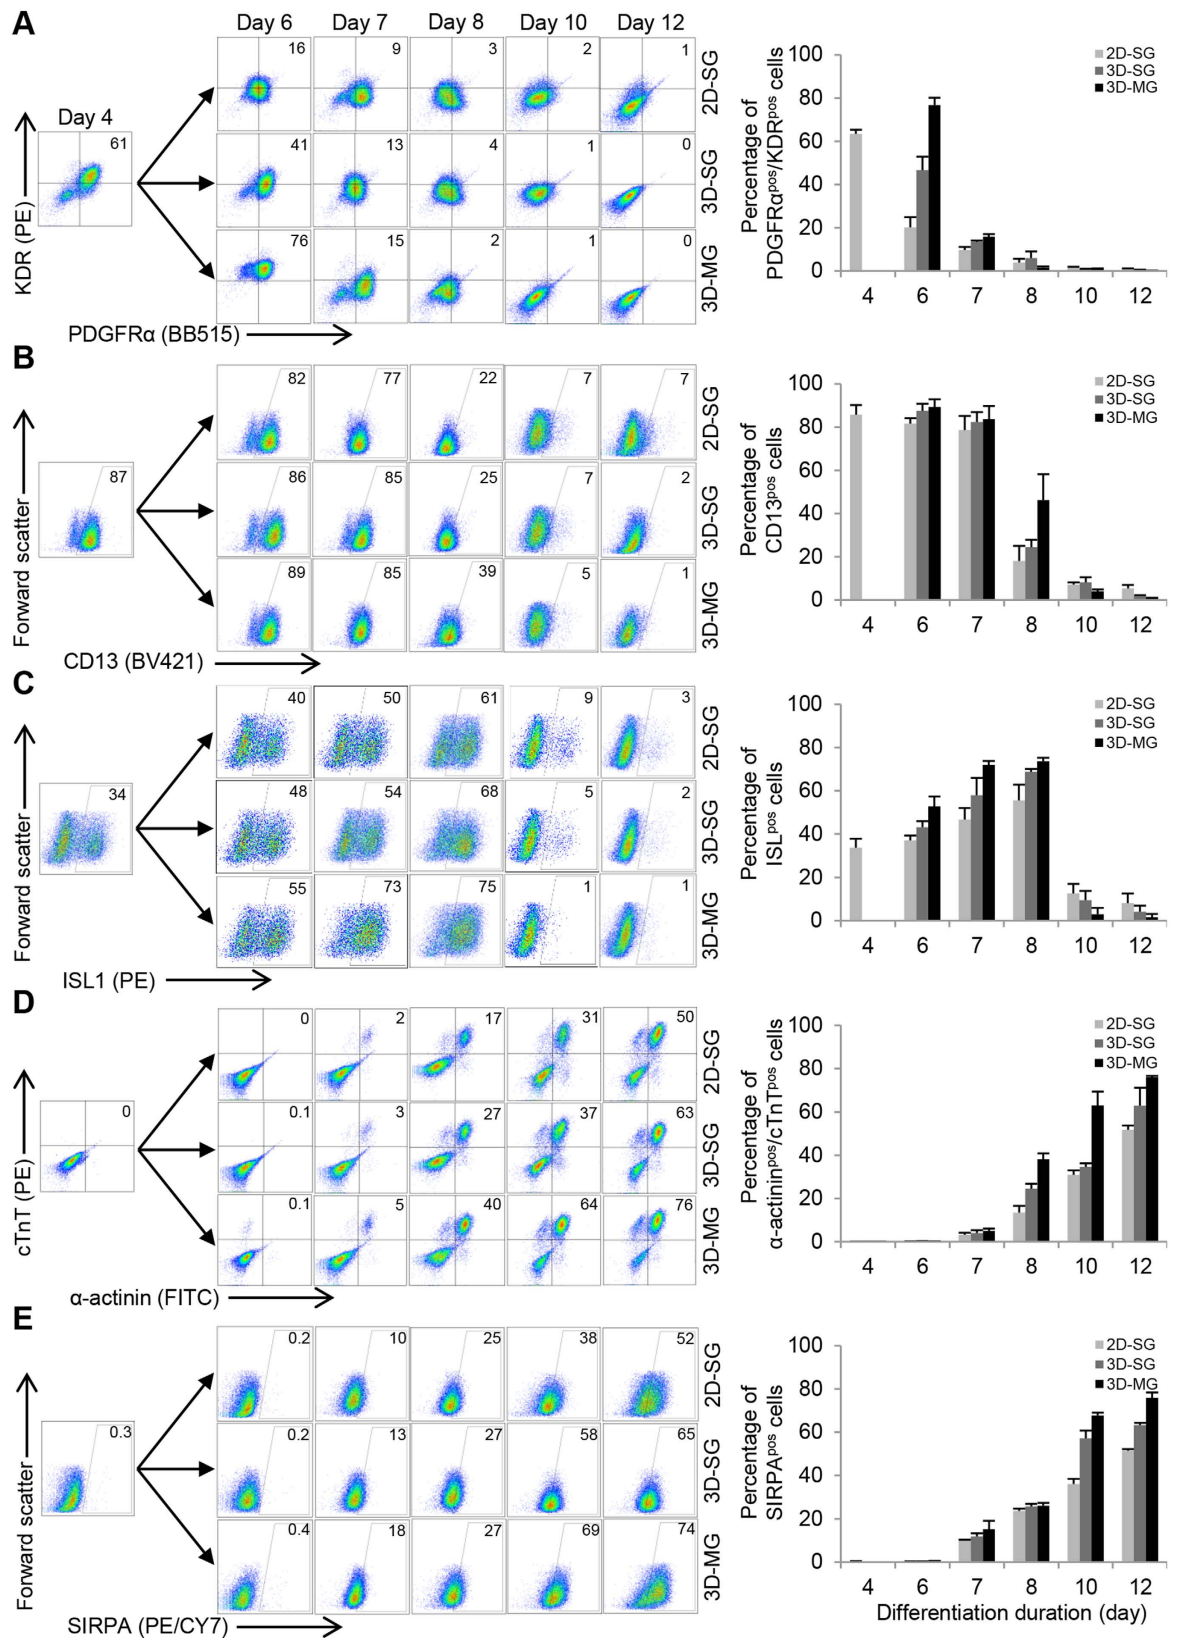 A
Day 6 Day 7 Day 8 Day 10 Day 12
Day 4
61
16 9 3 2 1
2D-SG
41 13 4 1 0
3D-SG
76 15 2 1 0
3D-MG
KDR (PE)
PDGFRα (BB515)
Percentage of
PDGFRαpos/KDRpos cells
100
80
60
40
20
0
4 6 7 8 10 12
2D-SG
3D-SG
3D-MG
B
87
82 77 22 7 7
2D-SG
86 85 25 7 2
3D-SG
89 85 39 5 1
3D-MG
Forward scatter
CD13 (BV421)
Percentage of
CD13pos cells
100
80
60
40
20
0
4 6 7 8 10 12
2D-SG
3D-SG
3D-MG
C
34
40 50 61 9 3
2D-SG
48 54 68 5 2
3D-SG
55 73 75 1 1
3D-MG
Forward scatter
ISL1 (PE)
Percentage of
ISLpos cells
100
80
60
40
20
0
4 6 7 8 10 12
2D-SG
3D-SG
3D-MG
D
0
0 2 17 31 50
2D-SG
0.1 3 27 37 63
3D-SG
0.1 5 40 64 76
3D-MG
cTnT (PE)
α-actinin (FITC)
Percentage of
α-actininpos/cTnTpos cells
100
80
60
40
20
0
4 6 7 8 10 12
2D-SG
3D-SG
3D-MG
E
0.3
0.2 10 25 38 52
2D-SG
0.2 13 27 58 65
3D-SG
0.4 18 27 69 74
3D-MG
Forward scatter
SIRPA (PE/CY7)
Percentage of
SIRPApos cells
100
80
60
40
20
0
4 6 7 8 10 12
2D-SG
3D-SG
3D-MG
Differentiation duration (day)